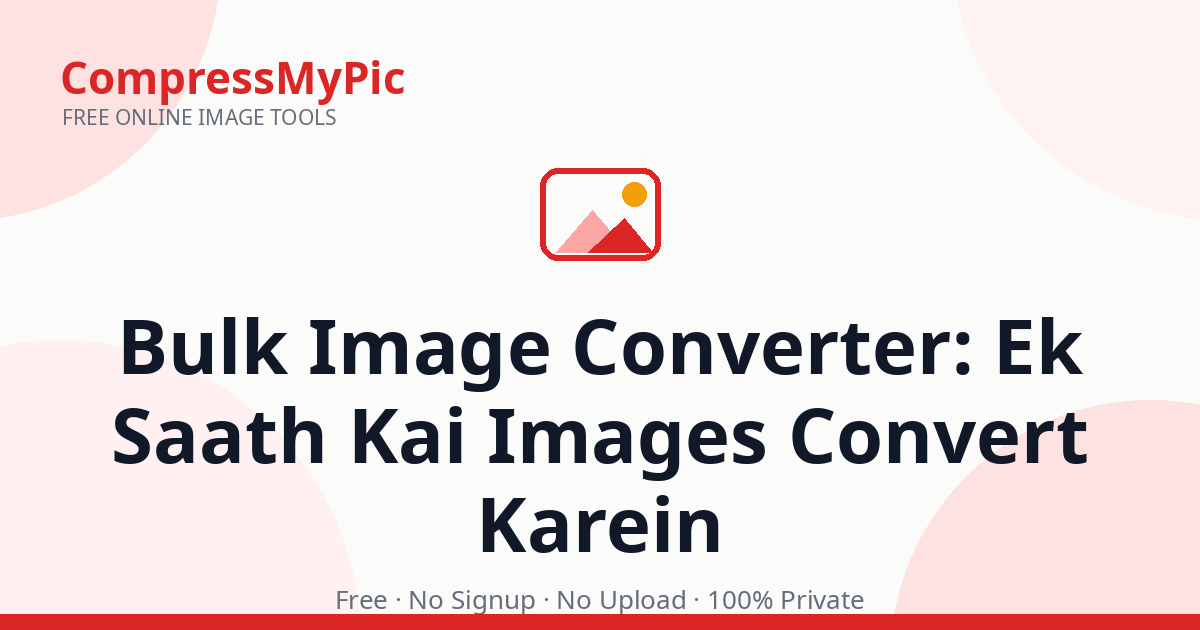 CompressMyPic
FREE ONLINE IMAGE TOOLS
Bulk Image Converter: Ek
Saath Kai Images Convert
Karein
Free · No Signup · No Upload · 100% Private